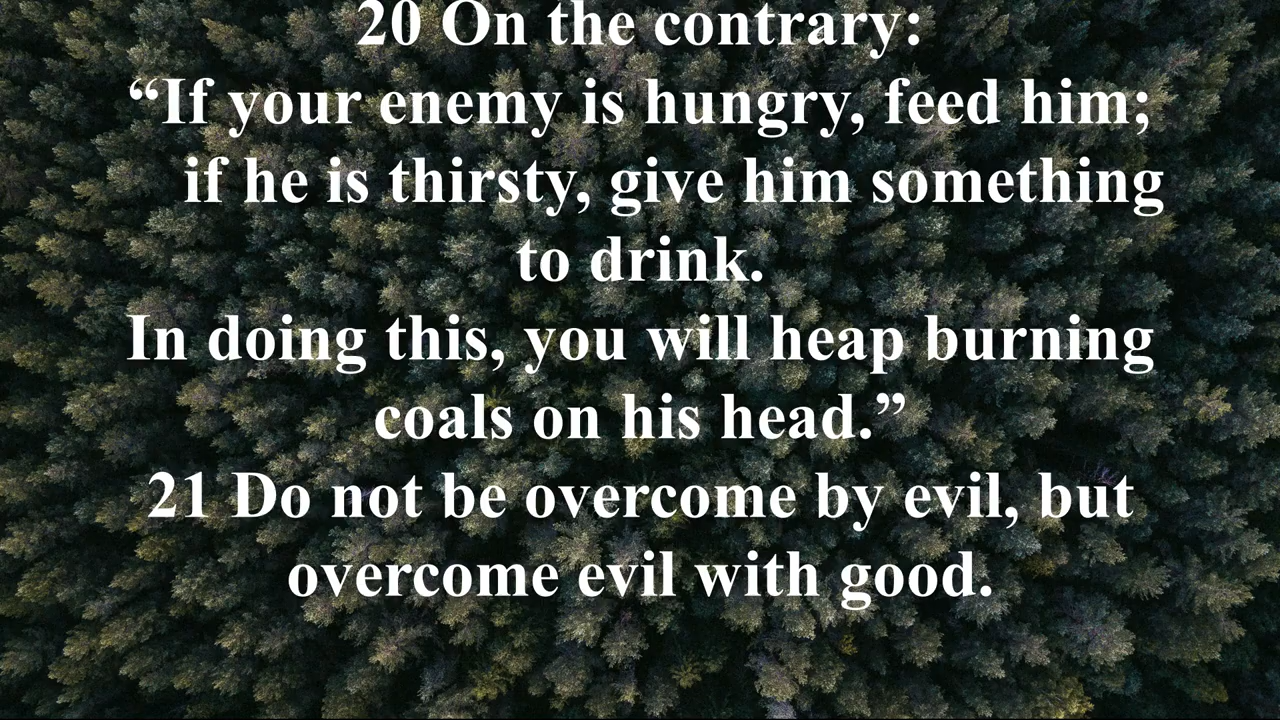 20 On the contrary:
“If your enemy is hungry, feed him;
if he is thirsty, give him something
to drink.
In doing this, you will heap burning
coals on his head.”
21 Do not be overcome by evil, but
overcome evil with good.